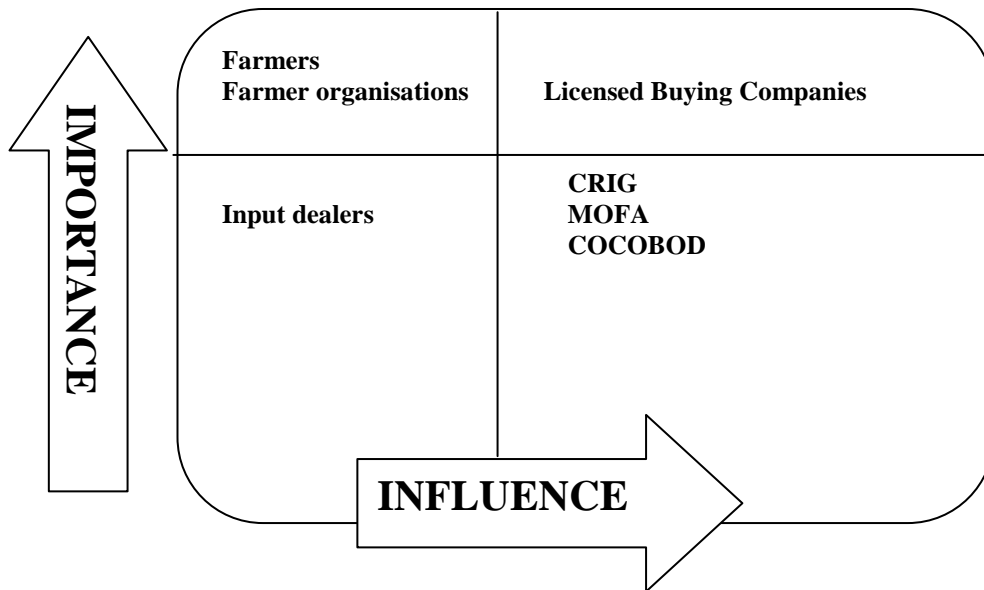 IMPORTANCE
Farmers
Farmer organisations
Licensed Buying Companies
Input dealers
CRIG
MOFA
COCOBOD
INFLUENCE